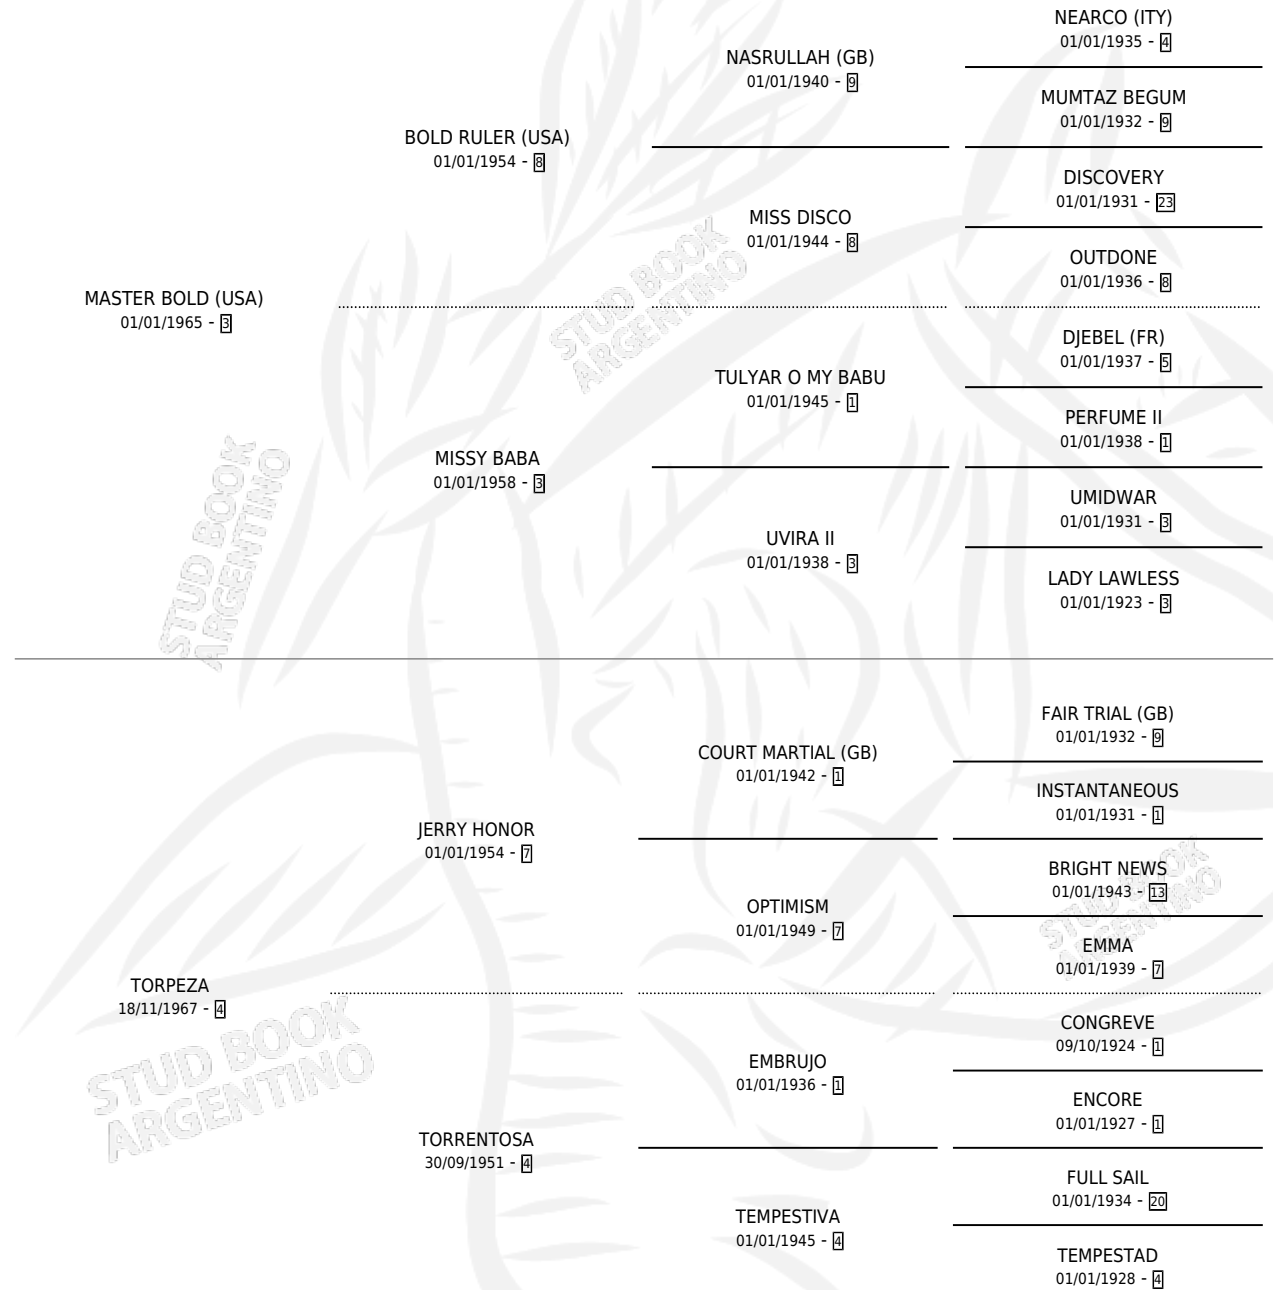 NEARCO (ITY)
01/01/1935 - 4
NASRULLAH (GB)
01/01/1940 - 9
MUMTAZ BEGUM
01/01/1932 - 9
BOLD RULER (USA)
01/01/1954 - 8
DISCOVERY
01/01/1931 - 23
MISS DISCO
01/01/1944 - 8
OUTDONE
01/01/1936 - 8
MASTER BOLD (USA)
01/01/1965 - 3
DJEBEL (FR)
01/01/1937 - 5
TULYAR O MY BABU
01/01/1945 - 1
PERFUME II
01/01/1938 - 1
MISSY BABA
01/01/1958 - 3
UMIDWAR
01/01/1931 - 3
UVIRA II
01/01/1938 - 3
LADY LAWLESS
01/01/1923 - 3
FAIR TRIAL (GB)
01/01/1932 - 9
COURT MARTIAL (GB)
01/01/1942 - 1
INSTANTANEOUS
01/01/1931 - 1
JERRY HONOR
01/01/1954 - 7
BRIGHT NEWS
01/01/1943 - 13
OPTIMISM
01/01/1949 - 7
EMMA
01/01/1939 - 7
TORPEZA
18/11/1967 - 4
CONGREVE
09/10/1924 - 1
EMBRUJO
01/01/1936 - 1
ENCORE
01/01/1927 - 1
TORRENTOSA
30/09/1951 - 4
FULL SAIL
01/01/1934 - 20
TEMPESTIVA
01/01/1945 - 4
TEMPESTAD
01/01/1928 - 4
STUD BOOK
ARGENTINO
STUD BOOK
ARGENTINO
STUD BOOK
ARGENTINO
STUD BOOK
ARGENTINO